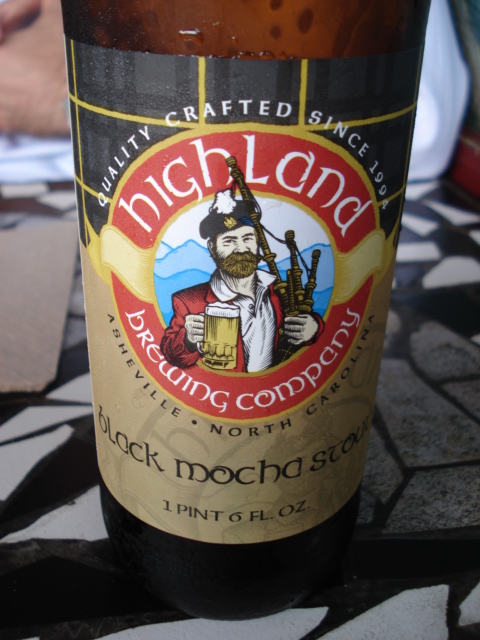 QUALITY CRAFTED SINCE 1994
highland
brewing company
ASHEVILLE • NORTH CAROLINA
black mocha stout
1 PINT 6 FL. OZ.